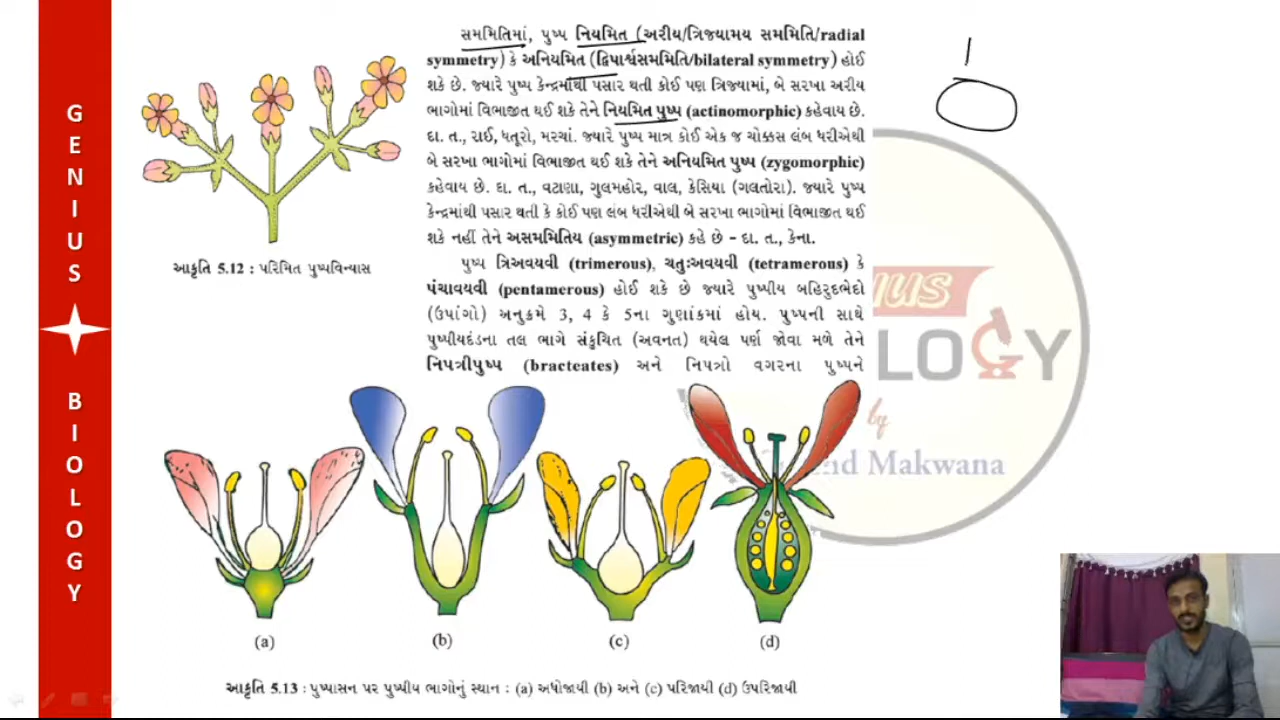 GENIUS BIOLOGY
સમમિતિમાં, પુષ્પ નિયમિત (અરીય/ત્રિજ્યામય સમમિતિ/radial
symmetry) કે અનિયમિત (દ્વિપાર્શ્વસમમિતિ/bilateral symmetry) હોઈ
શકે છે. જ્યારે પુષ્પ કેન્દ્રમાંથી પસાર થતી કોઈ પણ ત્રિજ્યામાં, બે સરખા અરીય
ભાગોમાં વિભાજીત થઈ શકે તેને નિયમિત પુષ્પ (actinomorphic) કહેવાય છે.
દા. ત., રાઈ, ધતૂરો, મરચાં. જ્યારે પુષ્પ માત્ર કોઈ એક જ ચોક્કસ લંબ ધરીએથી
બે સરખા ભાગોમાં વિભાજીત થઈ શકે તેને અનિયમિત પુષ્પ (zygomorphic)
કહેવાય છે. દા. ત., વટાણા, ગુલમહોર, વાલ, કેસિયા (ગલતોરા). જ્યારે પુષ્પ
કેન્દ્રમાંથી પસાર થતી કે કોઈ પણ લંબ ધરીએથી બે સરખા ભાગોમાં વિભાજીત થઈ
શકે નહીં તેને અસમમિતિય (asymmetric) કહે છે – દા. ત., કેના.
આકૃતિ 5.12 : પરિમિત પુષ્પવિન્યાસ
પુષ્પ ત્રિઅવયવી (trimerous), ચતુઃઅવયવી (tetramerous) કે
પંચાવયવી (pentamerous) હોઈ શકે છે જ્યારે પુષ્પીય બહિરુદભેદો
(ઉપાંગો) અનુક્રમે 3, 4 કે 5ના ગુણાંકમાં હોય. પુષ્પની સાથે
પુષ્પીયદંડના તલ ભાગે સંકુચિત (અવનત) થયેલ પર્ણ જોવા મળે તેને
નિપત્રીપુષ્પ (bracteates) અને નિપત્રો વગરના પુષ્પને
LOGY
by
nd Makwana
(a) (b) (c) (d)
આકૃતિ 5.13 : પુષ્પાસન પર પુષ્પીય ભાગોનું સ્થાન : (a) અધોજાયી (b) અને (c) પરિજાયી (d) ઉપરિજાયી